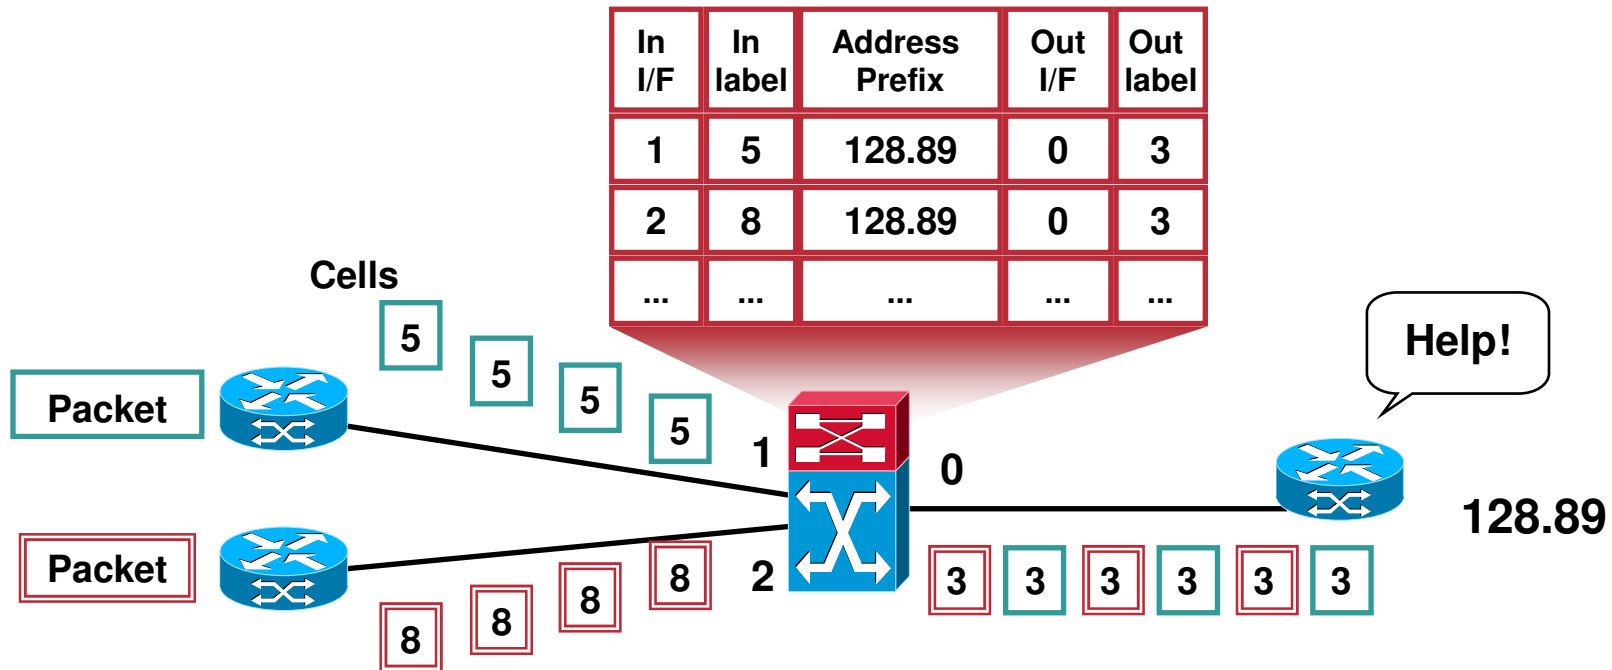 In I/F In label Address Prefix Out I/F Out label
1 5 128.89 0 3
2 8 128.89 0 3
... ... ... ... ...
Cells
5 5 5 5
Packet
1
0
Help!
128.89
Packet
8 8 8 8
2
3 3 3 3 3 3